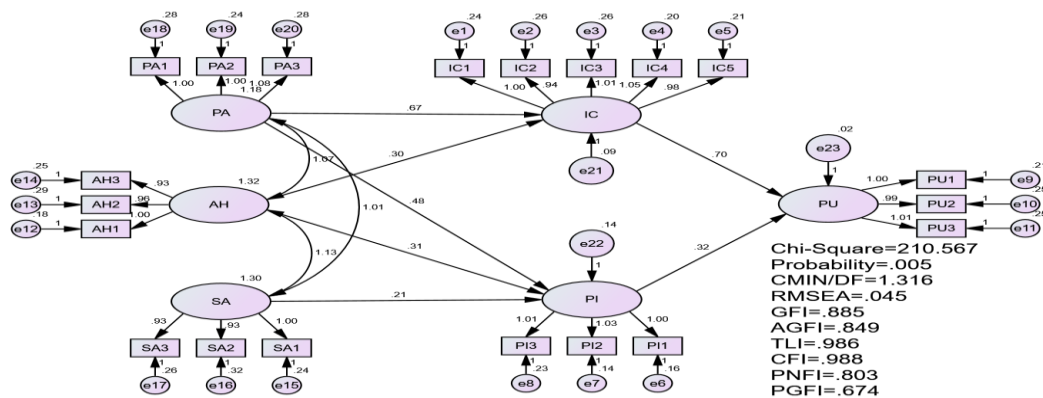 .28 .24 .28
e18 e19 e20
1 1 1
PA1 PA2 PA3
1.00 1.00 1.08
1.18
PA
.24 .26 .26 .20 .21
e1 e2 e3 e4 e5
1 1 1 1 1
IC1 IC2 IC3 IC4 IC5
1.00 .94 1.01 1.05 .98
IC
.67
.30
1
.09
e21
.70
1.07
1.01
.48
.25
e14 1 AH3 .93
.29
e13 1 AH2 .96
.18
e12 1 AH1 1.00
1.32
AH
.31
1.13
.02
e23
1
PU
1.00 PU1 1 e9
.99 PU2 1 e10
1.01 PU3 1 e11
.14
e22
1
.32
1.30
SA
.21
PI
.93 .93 1.00
SA3 SA2 SA1
1 1 1
.26 .32 .24
e17 e16 e15
1.01 1.03 1.00
PI3 PI2 PI1
1 1 1
.23 .14 .16
e8 e7 e6
Chi-Square=210.567
Probability=.005
CMIN/DF=1.316
RMSEA=.045
GFI=.885
AGFI=.849
TLI=.986
CFI=.988
PNFI=.803
PGFI=.674